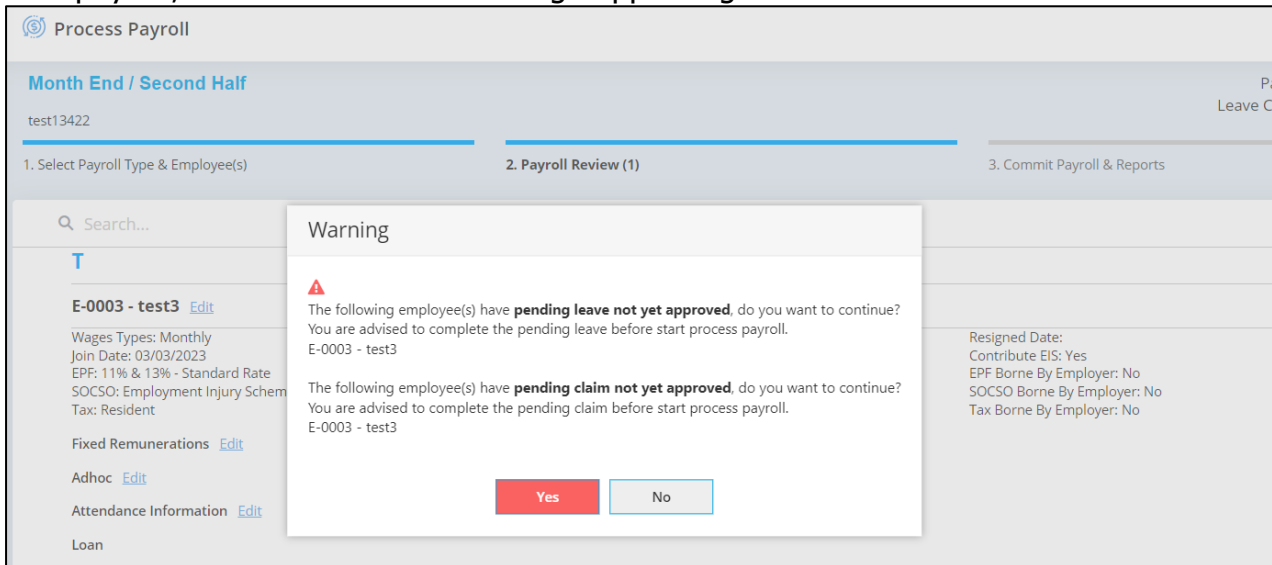 Process Payroll
Month End / Second Half
test13422
Leave C
1. Select Payroll Type & Employee(s)
2. Payroll Review (1)
3. Commit Payroll & Reports
Search...
T
E-0003 - test3 Edit
Wages Types: Monthly
Join Date: 03/03/2023
EPF: 11% & 13% - Standard Rate
SOCSO: Employment Injury Schem
Tax: Resident
Fixed Remunerations Edit
Adhoc Edit
Attendance Information Edit
Loan
Warning
The following employee(s) have pending leave not yet approved, do you want to continue?
You are advised to complete the pending leave before start process payroll.
E-0003 - test3
The following employee(s) have pending claim not yet approved, do you want to continue?
You are advised to complete the pending claim before start process payroll.
E-0003 - test3
Yes
No
Resigned Date:
Contribute EIS: Yes
EPF Borne By Employer: No
SOCSO Borne By Employer: No
Tax Borne By Employer: No